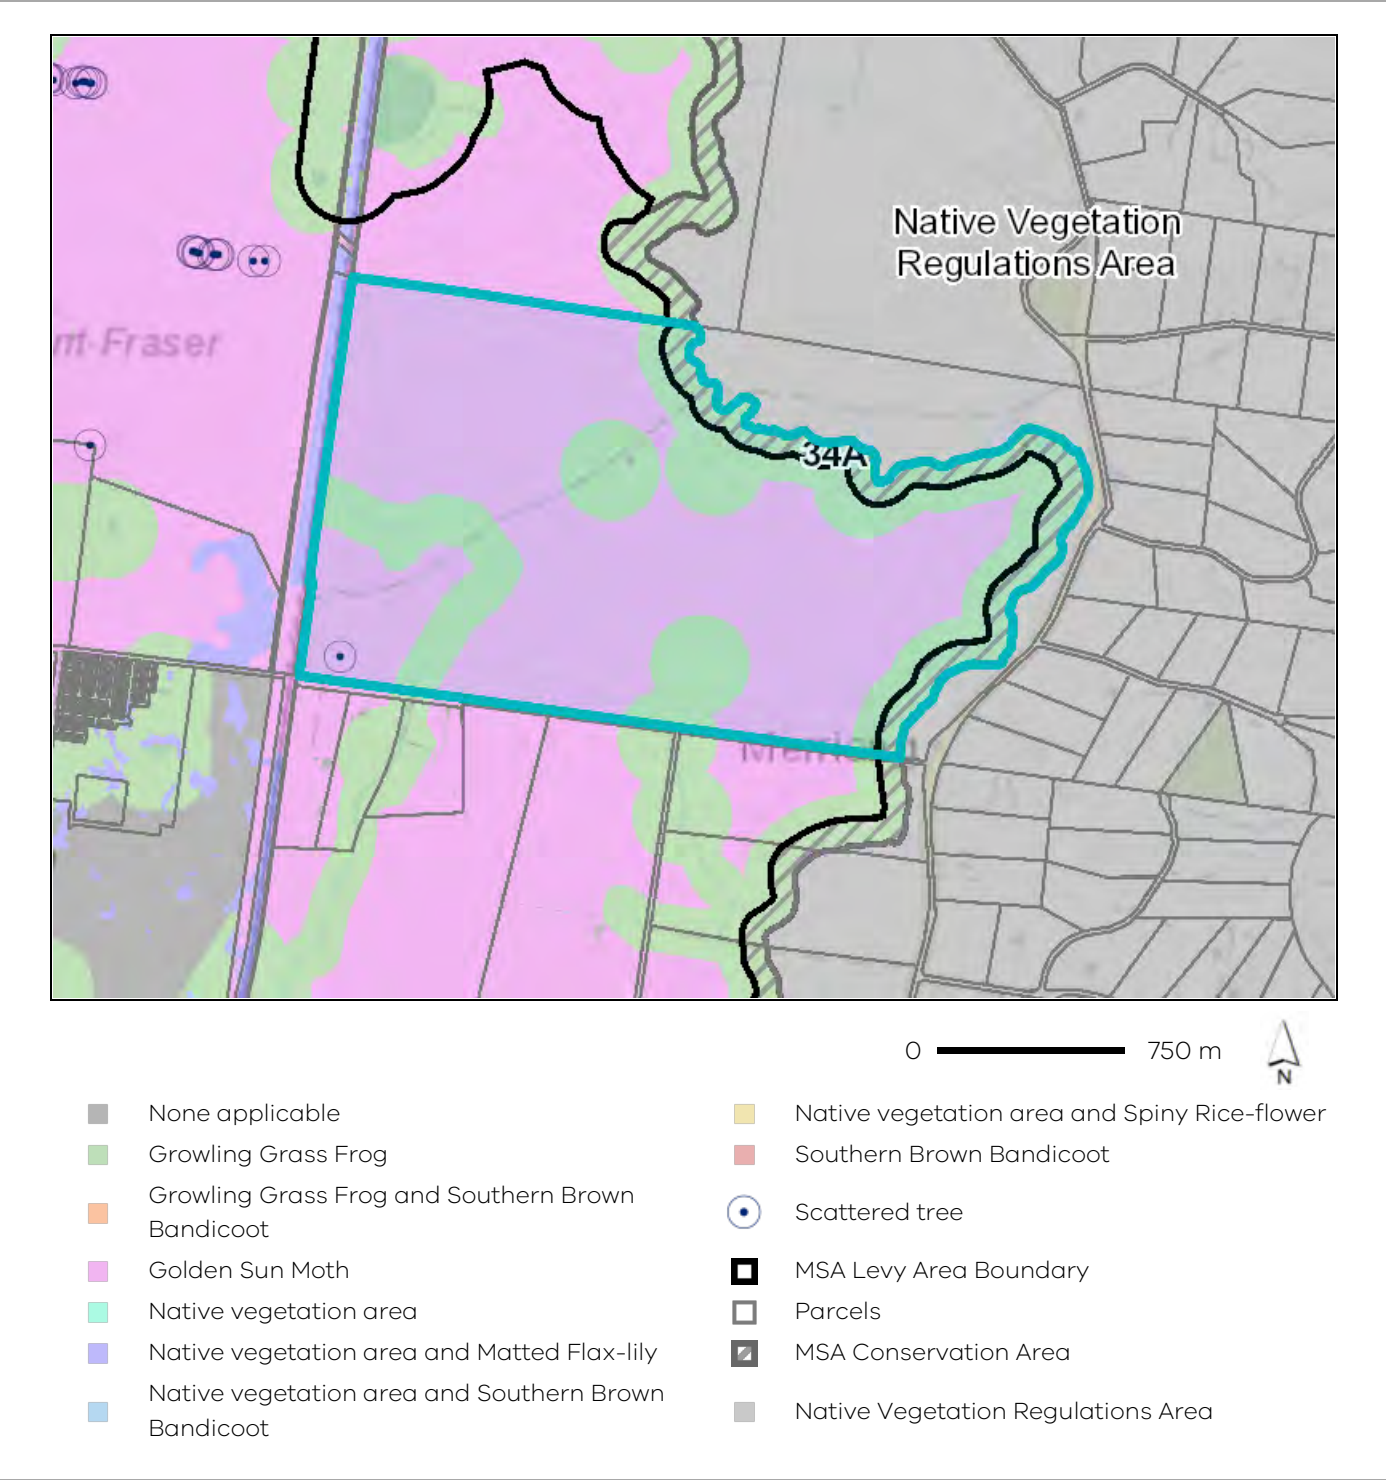 Native Vegetation
Regulations Area
nt-Fraser
34A
0 750 m
N
None applicable
Growling Grass Frog
Growling Grass Frog and Southern Brown
Bandicoot
Golden Sun Moth
Native vegetation area
Native vegetation area and Matted Flax-lily
Native vegetation area and Southern Brown
Bandicoot
Native vegetation area and Spiny Rice-flower
Southern Brown Bandicoot
Scattered tree
MSA Levy Area Boundary
Parcels
MSA Conservation Area
Native Vegetation Regulations Area